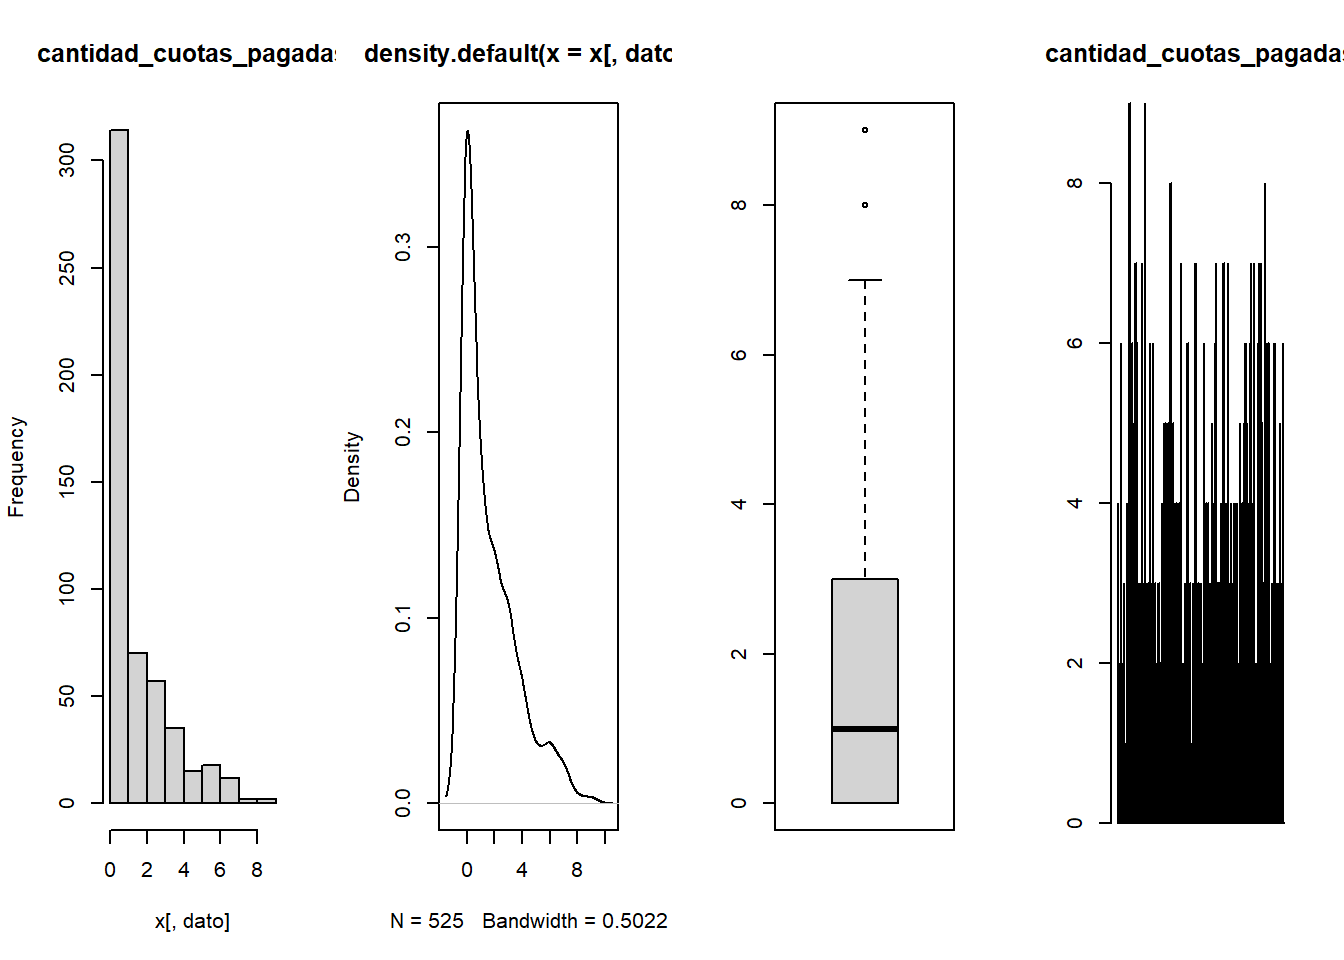 cantidad_cuotas_pagadas
density.default(x = x[, dato
cantidad_cuotas_pagadas
Frequency
0
50
100
150
200
250
300
0 2 4 6 8
x[, dato]
Density
0.0
0.1
0.2
0.3
0 4 8
N = 525 Bandwidth = 0.5022
0
2
4
6
8
0
2
4
6
8